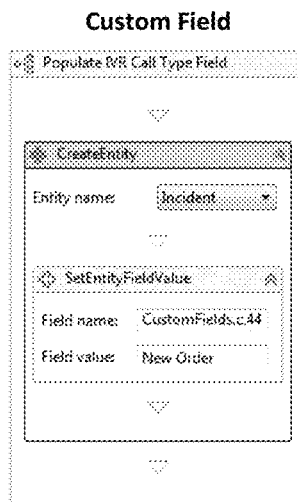 Custom Field
Populate IVR Call Type Field
CreateEntity
Entity name: Incident
SetEntityFieldValue
Field name: CustomFields.c.44
Field value: New Order